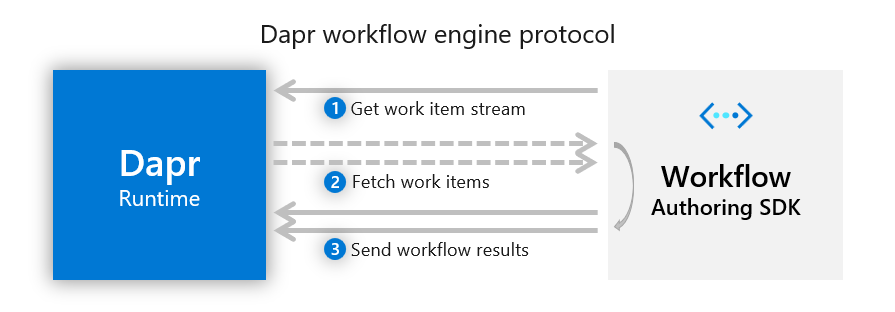 Dapr workflow engine protocol
1 Get work item stream
Dapr
Runtime
2 Fetch work items
Workflow
Authoring SDK
3 Send workflow results